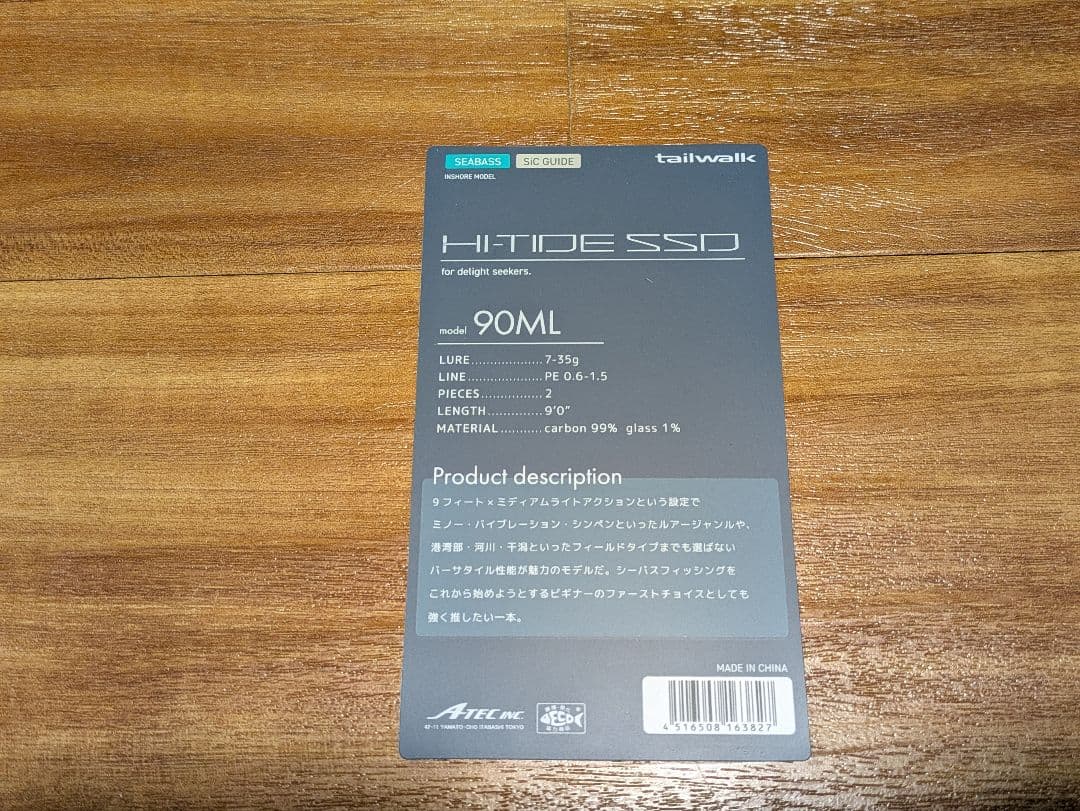 SEABASS SiC GUIDE tailwalk
INSHORE MODEL
HI-TIDE SSD
for delight seekers.
model 90ML
LURE...................7-35g
LINE....................PE 0.6-1.5
PIECES................2
LENGTH..............9'0"
MATERIAL...........carbon 99% glass 1%
Product description
9フィート×ミディアムライトアクションという設定で
ミノー・バイブレーション・シンペンといったルアージャンルや、
港湾部・河川・干潟といったフィールドタイプまでも選ばない
バーサタイル性能が魅力のモデルだ。シーバスフィッシングを
これから始めようとするビギナーのファーストチョイスとしても
強く推したい一本。
MADE IN CHINA
A-TEC INC.
42-11 YAMATO-CHO ITABASHI TOKYO
ECO
4 516508 163827